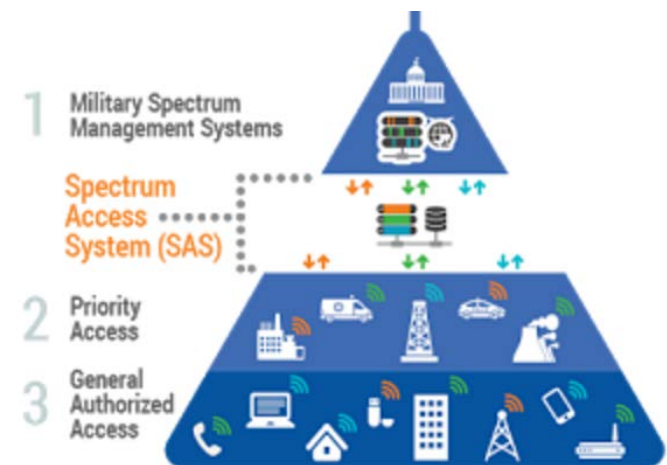 1 Military Spectrum
Management Systems
Spectrum
Access
System (SAS)
2 Priority
Access
3 General
Authorized
Access